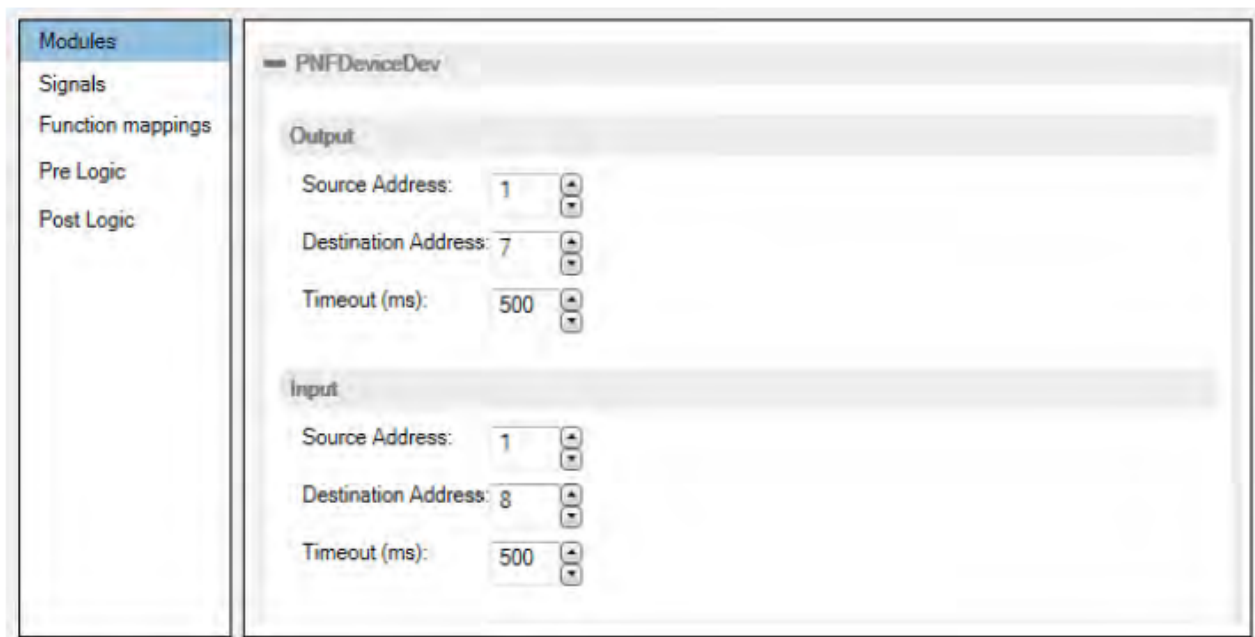 Modules
Signals
Function mappings
Pre Logic
Post Logic
PNFDeviceDev
Output
Source Address: 1
Destination Address: 7
Timeout (ms): 500
Input
Source Address: 1
Destination Address: 8
Timeout (ms): 500